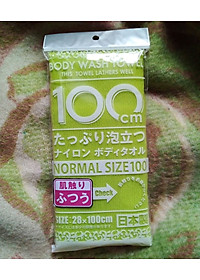 BODY WASH TOWEL
THIS TOWEL LATHERS WELL
100cm
たっぷり泡立つ
ナイロン ボディタオル
NORMAL SIZE100
肌触り
ふつう
Check
SIZE:28×100cm
日本製